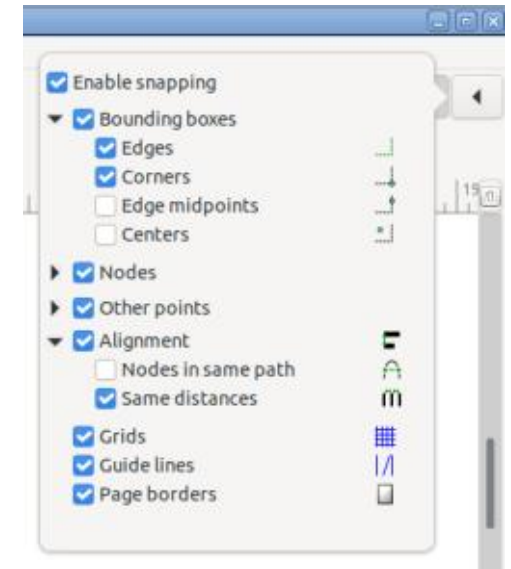 Enable snapping
Bounding boxes
Edges
Corners
Edge midpoints
Centers
Nodes
Other points
Alignment
Nodes in same path
Same distances
Grids
Guide lines
Page borders